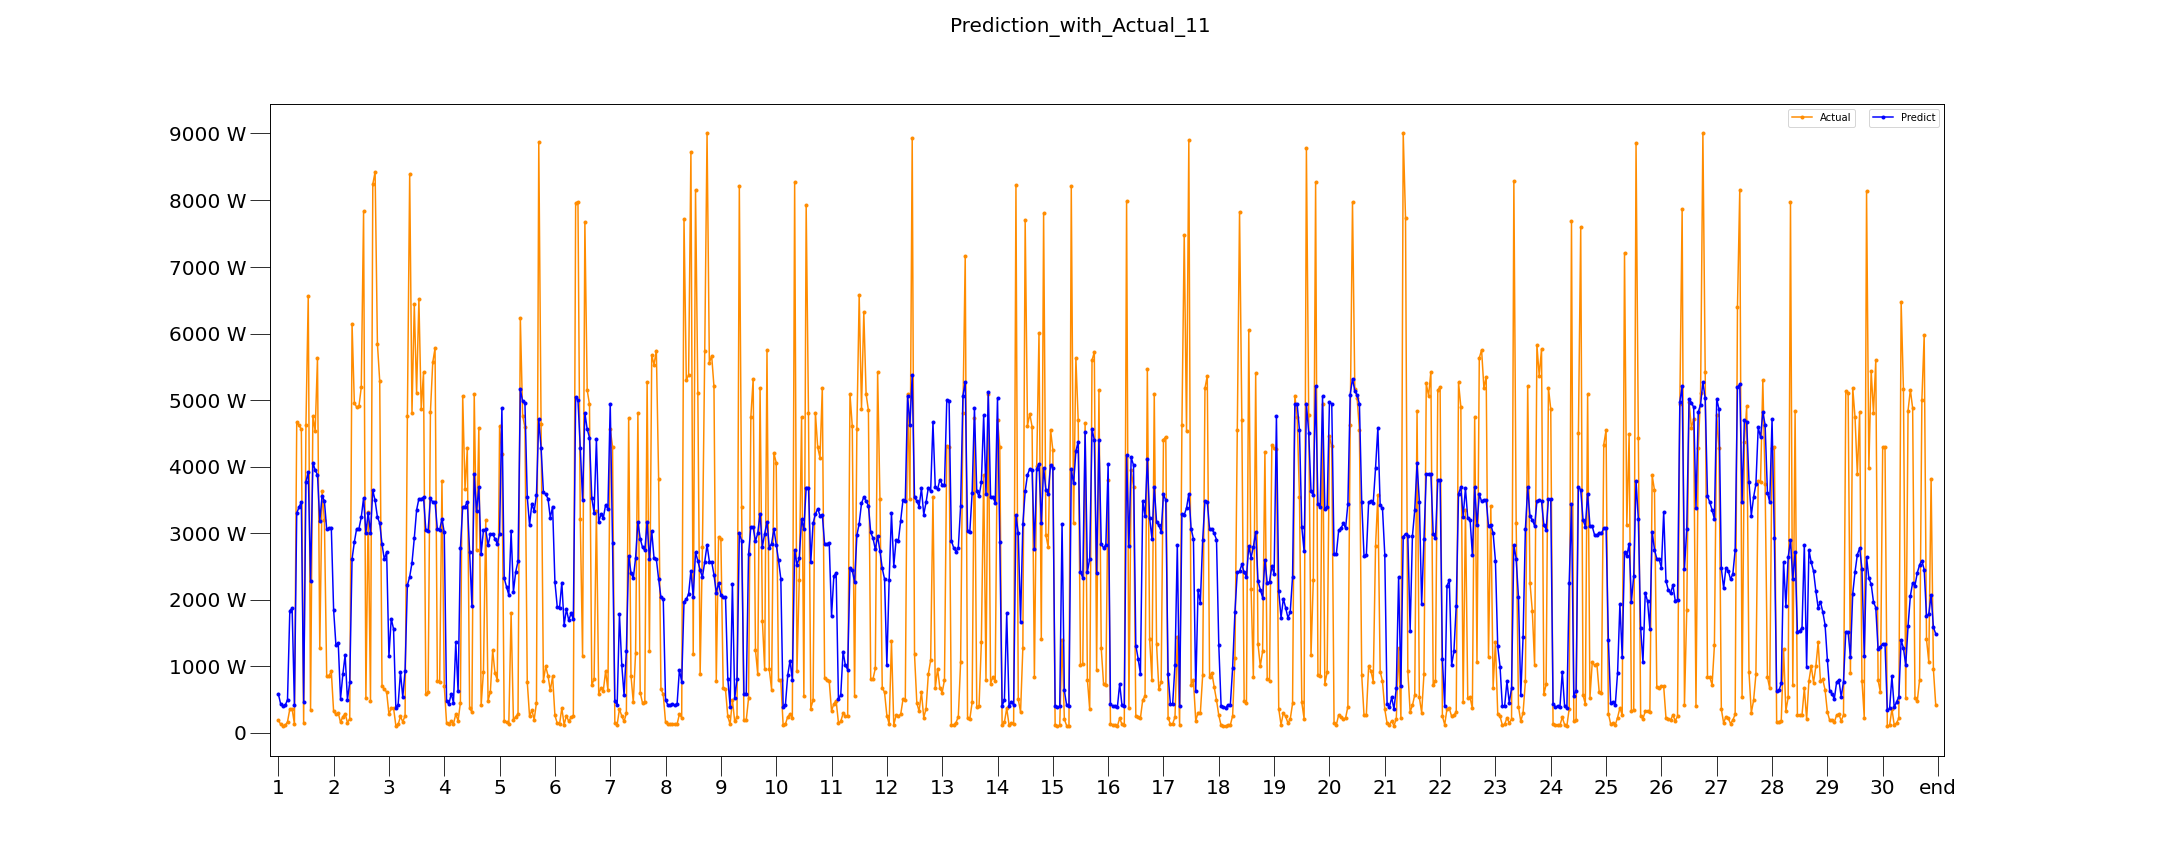 Prediction_with_Actual_11
Actual Predict
9000 W
8000 W
7000 W
6000 W
5000 W
4000 W
3000 W
2000 W
1000 W
0
1 2 3 4 5 6 7 8 9 10 11 12 13 14 15 16 17 18 19 20 21 22 23 24 25 26 27 28 29 30 end